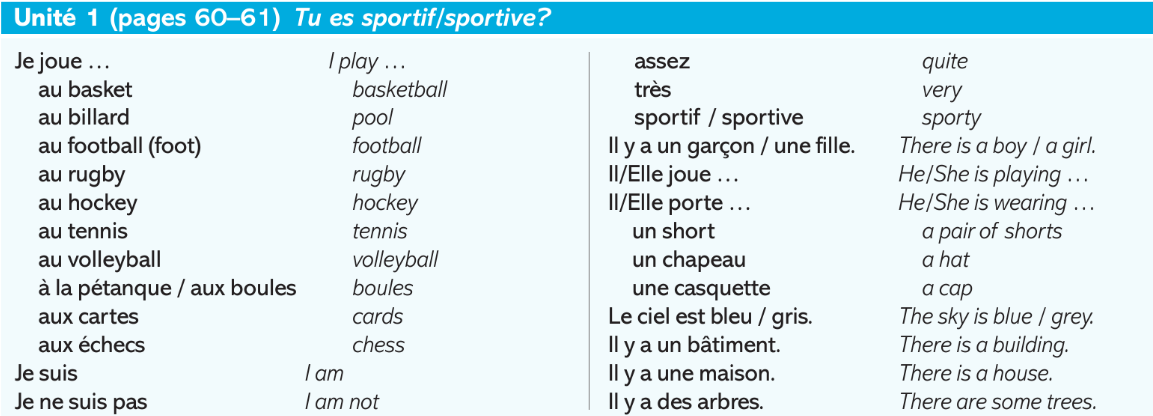 Unité 1 (pages 60–61) Tu es sportif/sportive?
Je joue … I play …
au basket basketball
au billard pool
au football (foot) football
au rugby rugby
au hockey hockey
au tennis tennis
au volleyball volleyball
à la pétanque / aux boules boules
aux cartes cards
aux échecs chess
Je suis I am
Je ne suis pas I am not
assez quite
très very
sportif / sportive sporty
Il y a un garçon / une fille. There is a boy / a girl.
Il/Elle joue … He/She is playing …
Il/Elle porte … He/She is wearing …
un short a pair of shorts
un chapeau a hat
une casquette a cap
Le ciel est bleu / gris. The sky is blue / grey.
Il y a un bâtiment. There is a building.
Il y a une maison. There is a house.
Il y a des arbres. There are some trees.